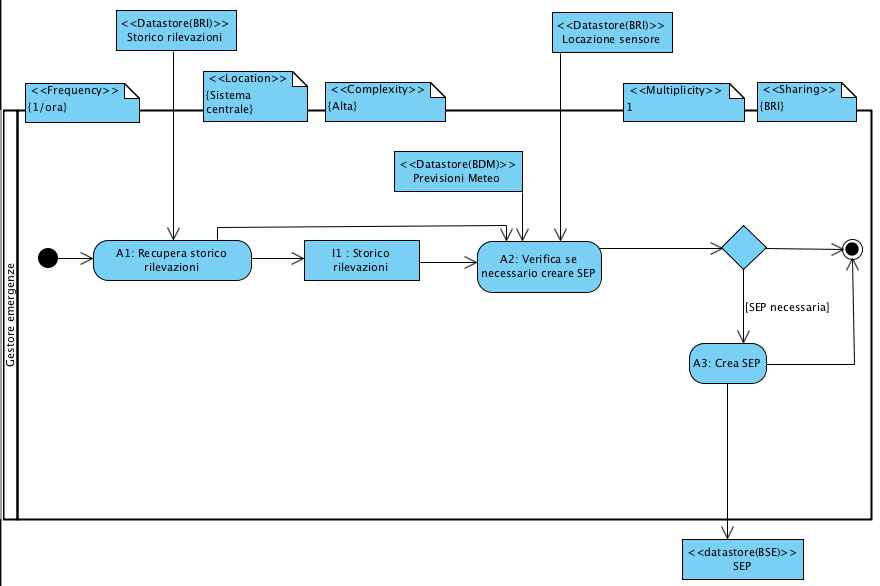 <<Datastore(BRI)>>
Storico rilevazioni
<<Datastore(BRI)>>
Locazione sensore
<<Frequency>>
{1/ora}
<<Location>>
{Sistema
centrale}
<<Complexity>>
{Alta}
<<Multiplicity>>
1
<<Sharing>>
{BRI}
<<Datastore(BDM)>>
Previsioni Meteo
Gestore emergenze
A1: Recupera storico
rilevazioni
I1 : Storico
rilevazioni
A2: Verifica se
necessario creare SEP
[SEP necessaria]
A3: Crea SEP
<<datastore(BSE)>>
SEP